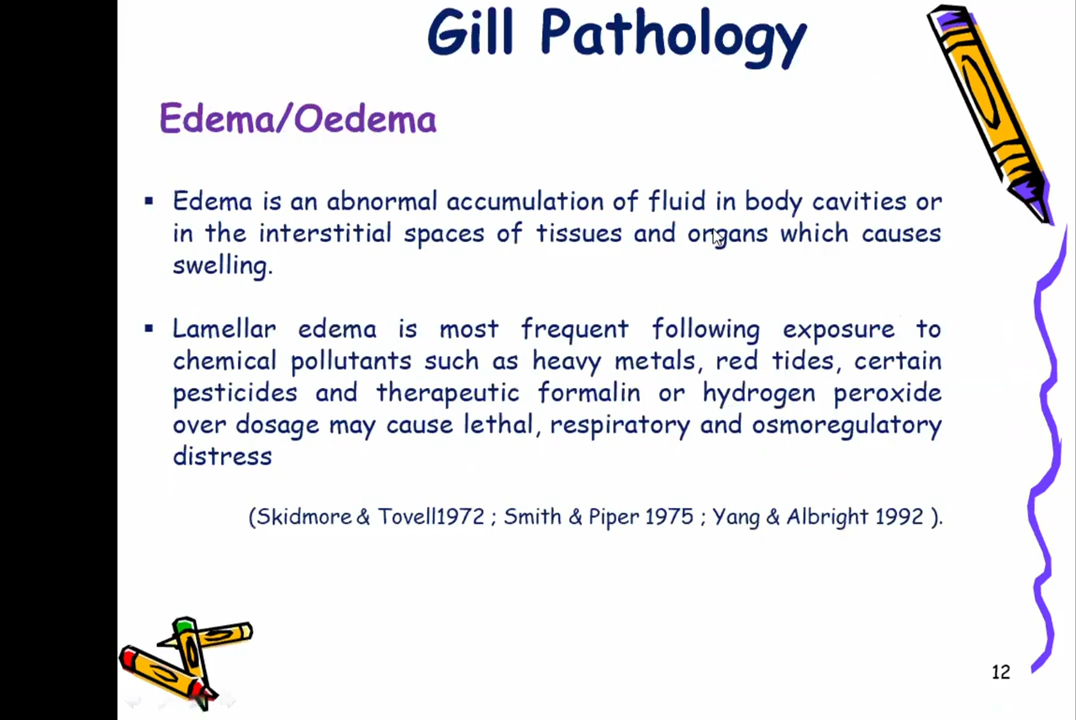 Gill Pathology
Edema/Oedema
▪ Edema is an abnormal accumulation of fluid in body cavities or
in the interstitial spaces of tissues and organs which causes
swelling.
▪ Lamellar edema is most frequent following exposure to
chemical pollutants such as heavy metals, red tides, certain
pesticides and therapeutic formalin or hydrogen peroxide
over dosage may cause lethal, respiratory and osmoregulatory
distress
(Skidmore & Tovell1972 ; Smith & Piper 1975 ; Yang & Albright 1992 ).
12